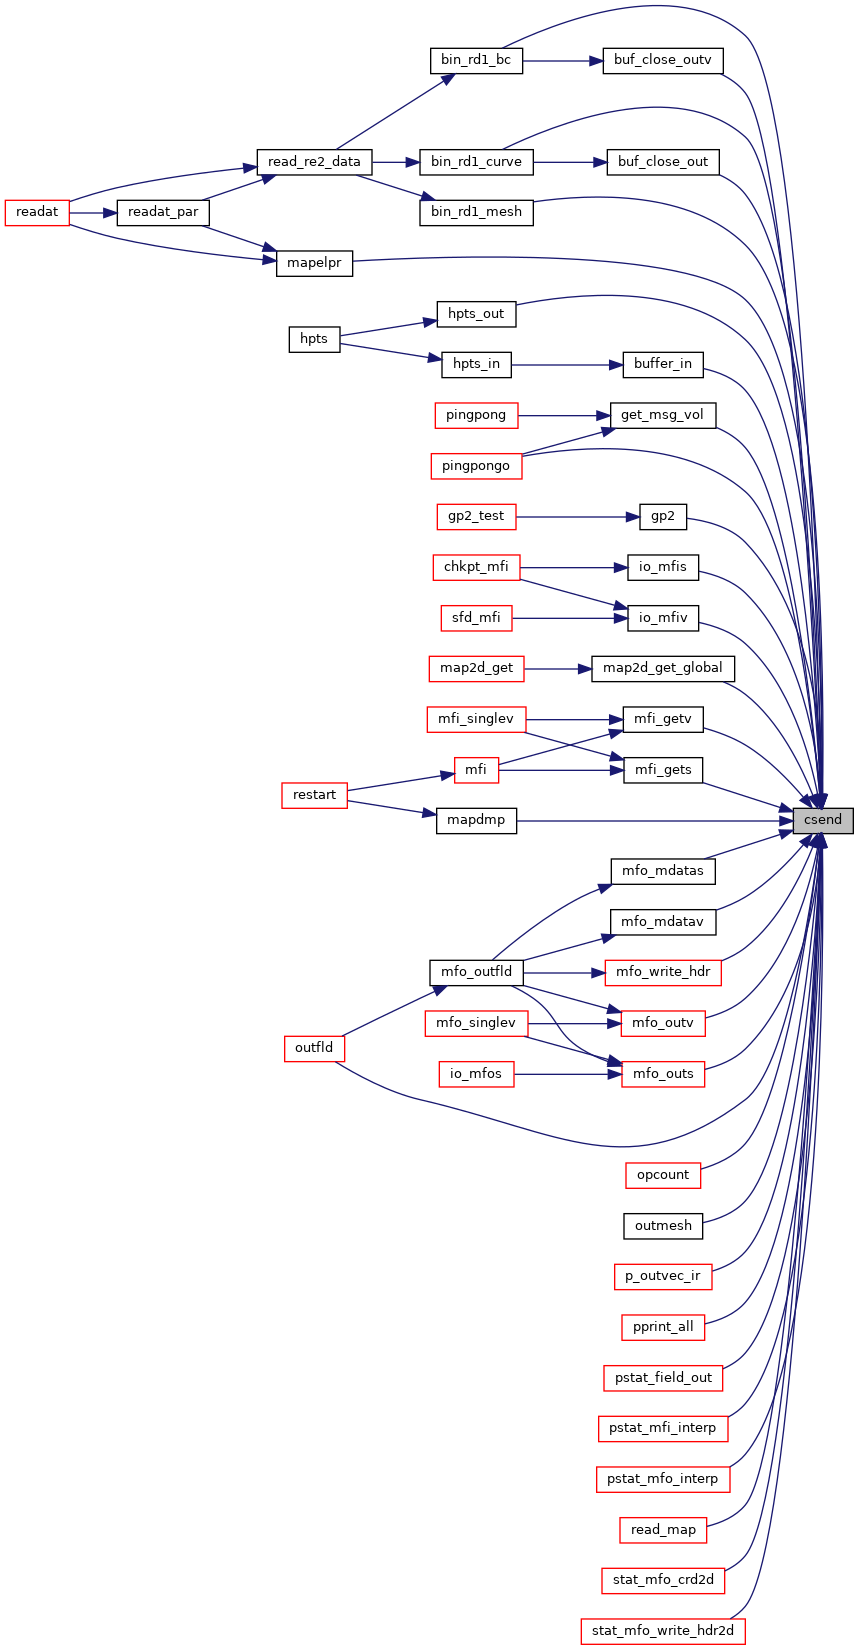 bin_rd1_bc
buf_close_outv
read_re2_data
bin_rd1_curve
buf_close_out
readat
readat_par
bin_rd1_mesh
mapelpr
hpts_out
hpts
hpts_in
buffer_in
pingpong
get_msg_vol
pingpongo
gp2_test
gp2
chkpt_mfi
io_mfis
sfd_mfi
io_mfiv
map2d_get
map2d_get_global
mfi_singlev
mfi_getv
mfi
mfi_gets
restart
mapdmp
csend
mfo_mdatas
mfo_mdatav
mfo_outfld
mfo_write_hdr
mfo_singlev
mfo_outv
outfld
io_mfos
mfo_outs
opcount
outmesh
p_outvec_ir
pprint_all
pstat_field_out
pstat_mfi_interp
pstat_mfo_interp
read_map
stat_mfo_crd2d
stat_mfo_write_hdr2d